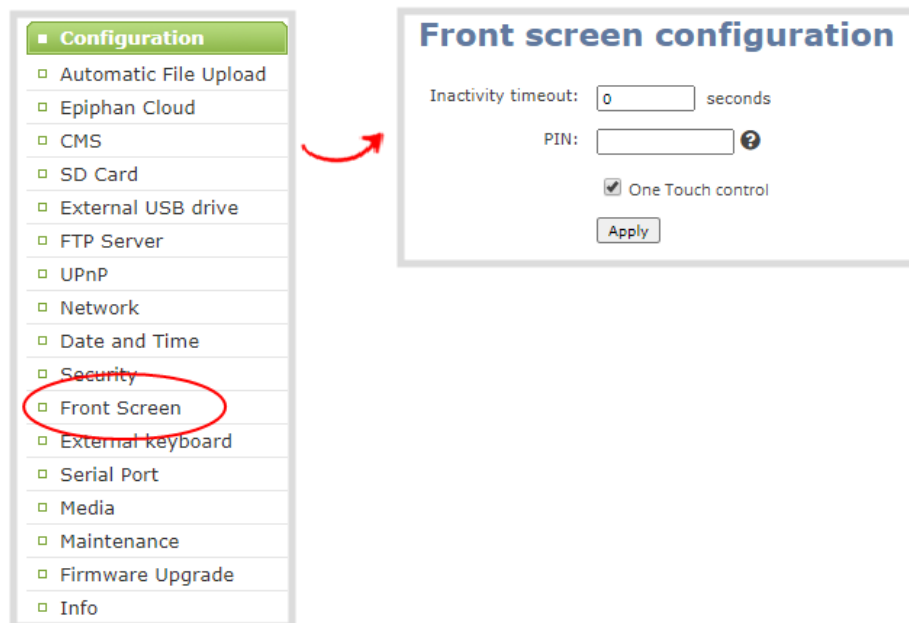 Configuration
Automatic File Upload
Epiphan Cloud
CMS
SD Card
External USB drive
FTP Server
UPnP
Network
Date and Time
Security
Front Screen
External keyboard
Serial Port
Media
Maintenance
Firmware Upgrade
Info
Front screen configuration
Inactivity timeout: 0 seconds
PIN: ?
One Touch control
Apply